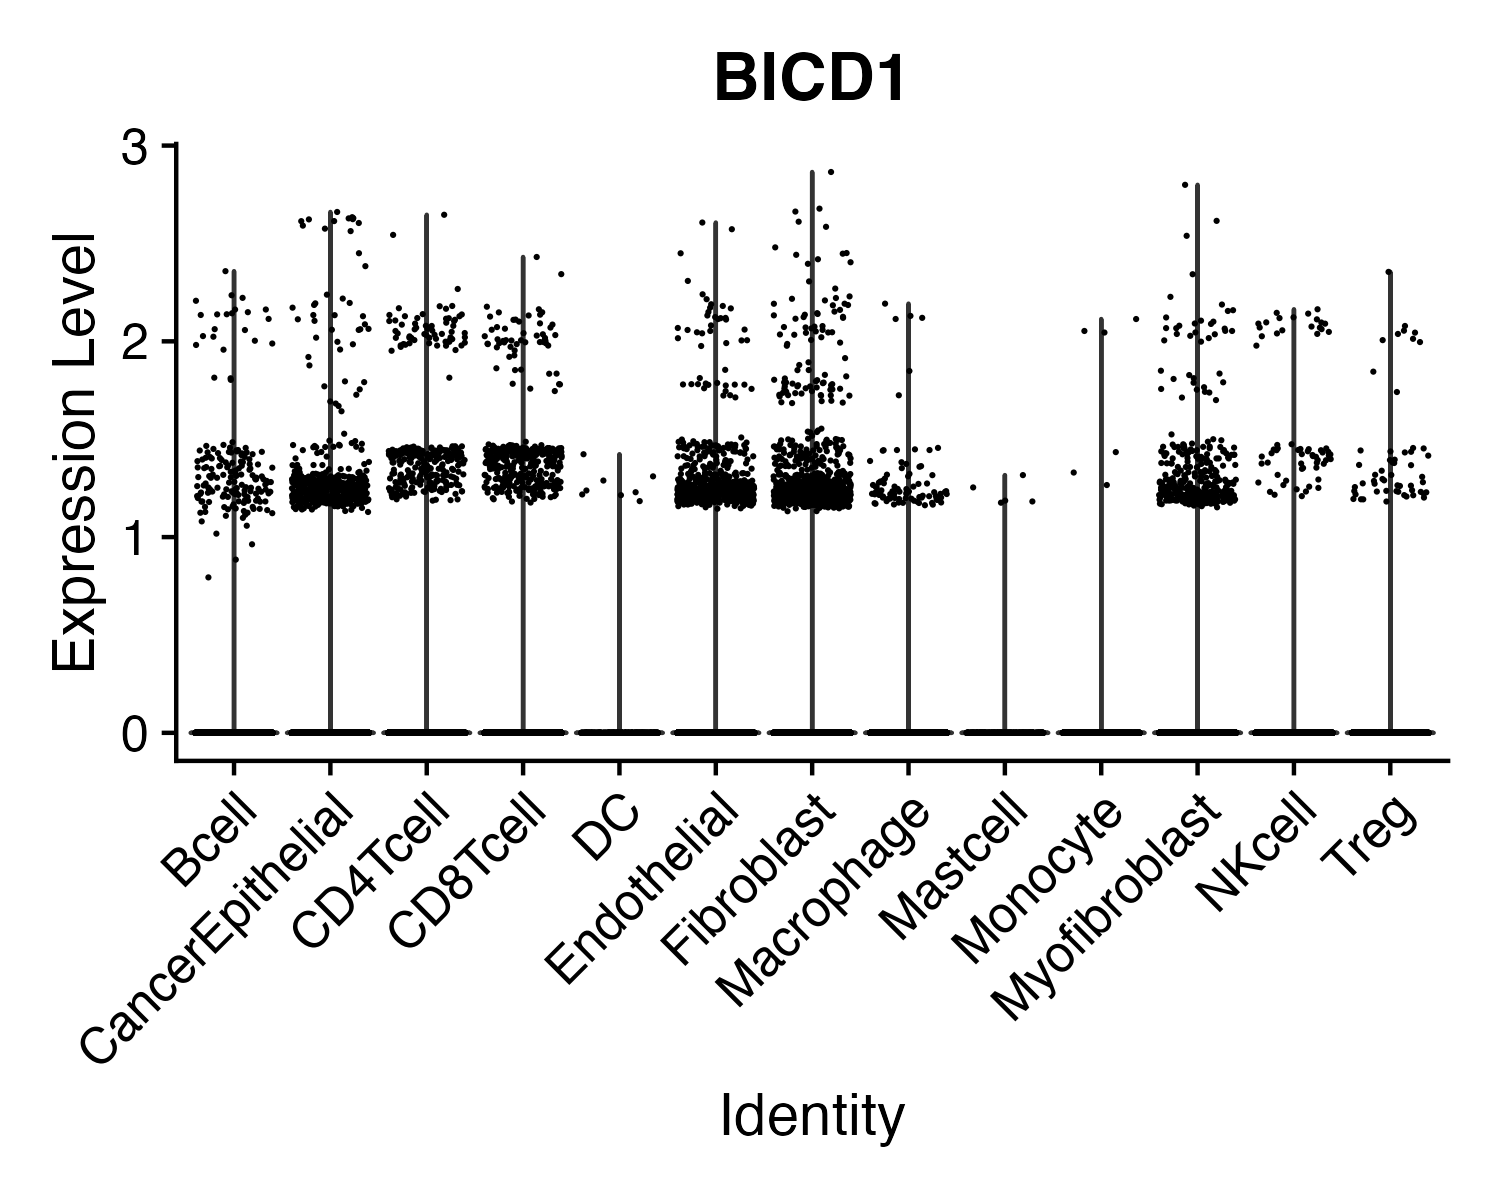 BICD1
Expression Level
3
2
1
0
Bcell
CancerEpithelial
CD4Tcell
CD8Tcell
DC
Endothelial
Fibroblast
Macrophage
Mastcell
Monocyte
Myofibroblast
NKcell
Treg
Identity